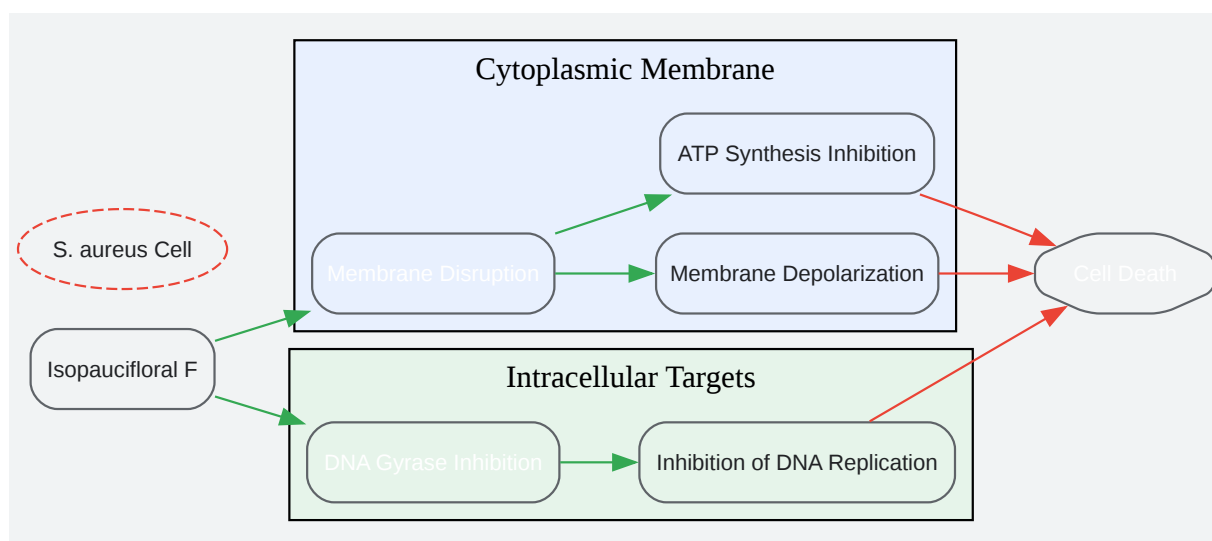 Cytoplasmic Membrane
ATP Synthesis Inhibition
S. aureus Cell
Membrane Disruption
Membrane Depolarization
Cell Death
Isopaucifloral F
Intracellular Targets
DNA Gyrase Inhibition
Inhibition of DNA Replication